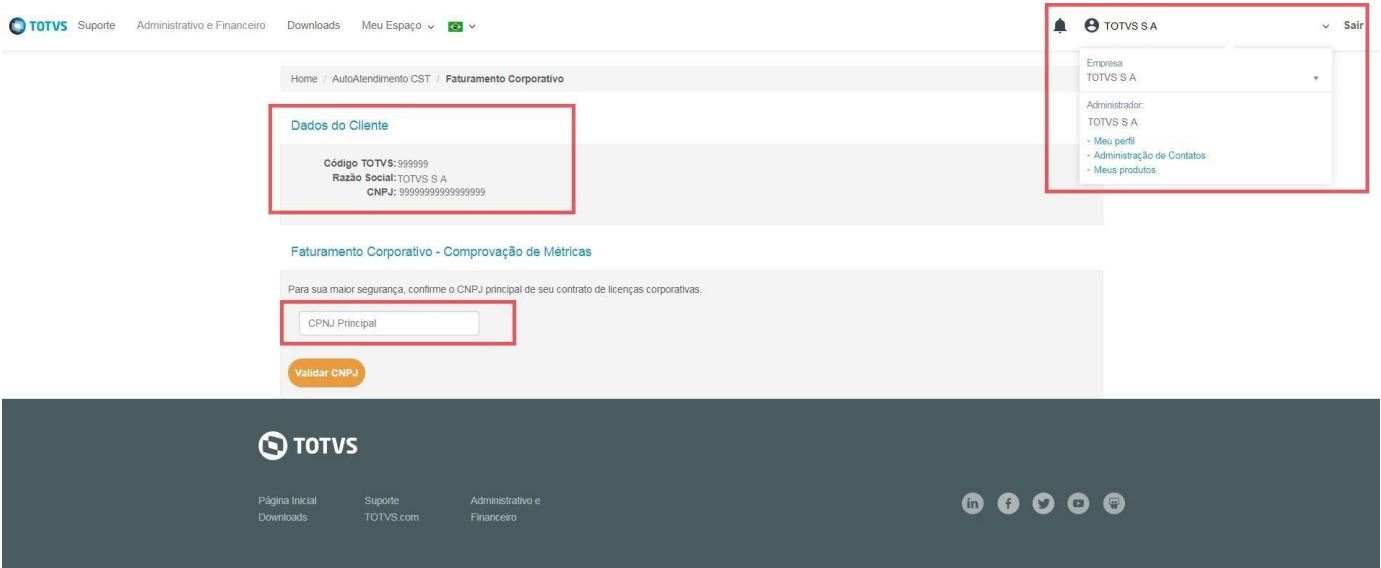 TOTVS Suporte Administrativo e Financeiro Downloads Meu Espaço TOTVS S A Sair
Empresa
TOTVS S A
Administrador:
TOTVS S A
Meu perfil
Administração de Contatos
Meus produtos
Home / AutoAtendimento CST / Faturamento Corporativo
Dados do Cliente
Código TOTVS: 999999
Razão Social: TOTVS S A
CNPJ: 99999999999999999
Faturamento Corporativo - Comprovação de Métricas
Para sua maior segurança, confirme o CNPJ principal de seu contrato de licenças corporativas.
CPNJ Principal
Validar CNPJ
TOTVS
Página Inicial Suporte Administrativo e
Downloads TOTVS.com Financeiro